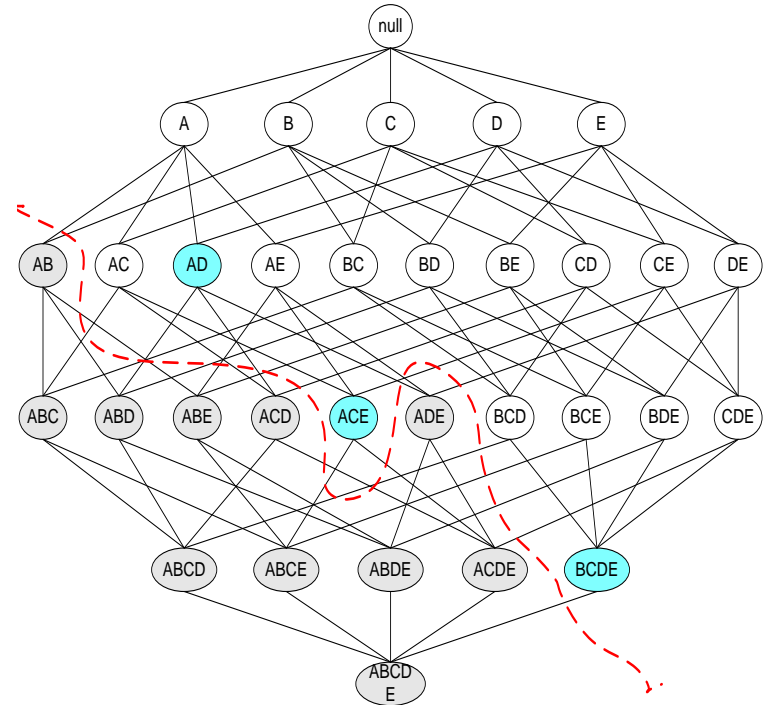 null
A B C D E
AB AC AD AE BC BD BE CD CE DE
ABC ABD ABE ACD ACE ADE BCD BCE BDE CDE
ABCD ABCE ABDE ACDE BCDE
ABCD
E